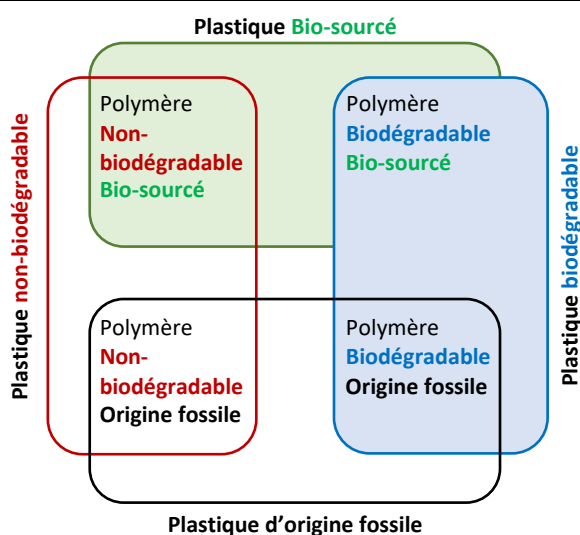 Plastique Bio-sourcé
Plastique non-biodégradable
Polymère
Non-
biodégradable
Bio-sourcé
Polymère
Biodégradable
Bio-sourcé
Plastique biodégradable
Polymère
Non-
biodégradable
Origine fossile
Polymère
Biodégradable
Origine fossile
Plastique d'origine fossile